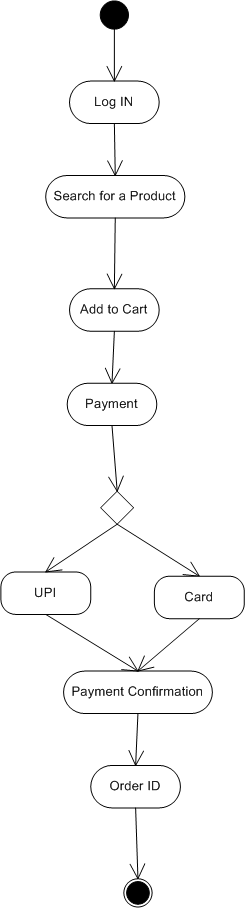 Log IN
Search for a Product
Add to Cart
Payment
UPI
Card
Payment Confirmation
Order ID